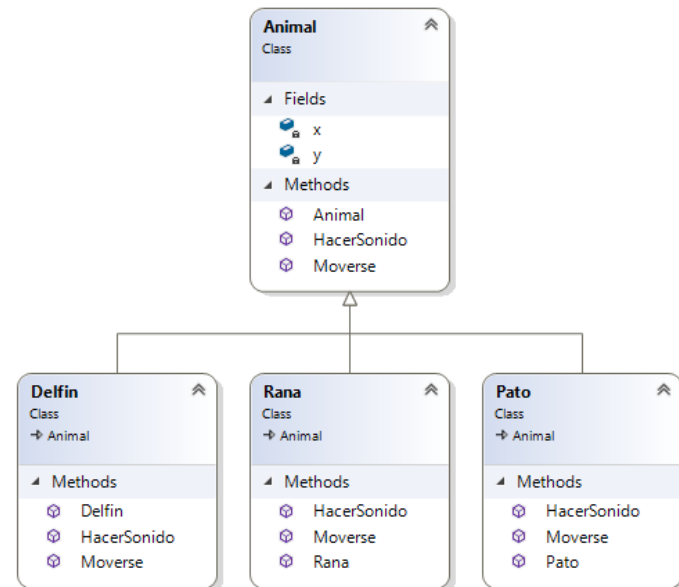 Animal
Class
Fields
x
y
Methods
Animal
HacerSonido
Moverse
Delfin
Class
Animal
Methods
Delfin
HacerSonido
Moverse
Rana
Class
Animal
Methods
HacerSonido
Moverse
Rana
Pato
Class
Animal
Methods
HacerSonido
Moverse
Pato